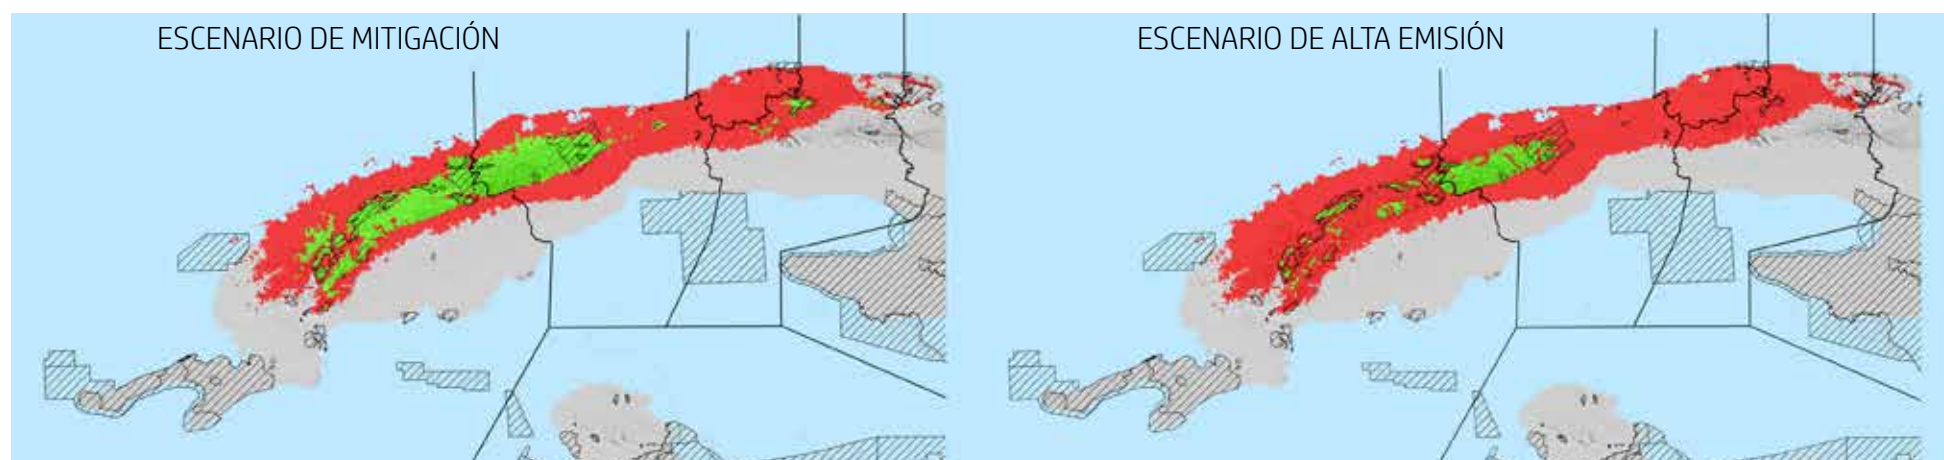 ESCENARIO DE MITIGACIÓN
ESCENARIO DE ALTA EMISIÓN